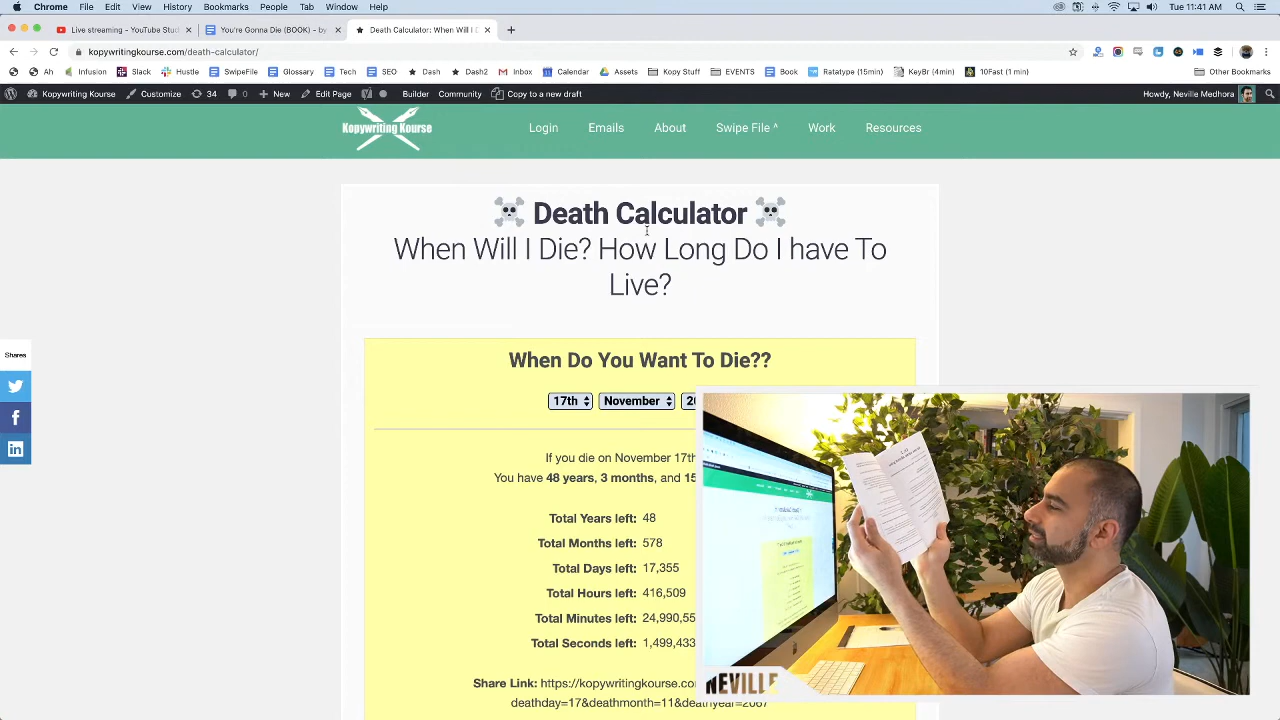 Chrome File Edit View History Bookmarks People Tab Window Help
Tue 11:41 AM
Live streaming - YouTube Stud
You're Gonna Die (BOOK) - by
Death Calculator: When Will I D
kopywritingkourse.com/death-calculator/
Ah Infusion Slack Hustle SwipeFile Glossary Tech SEO Dash Dash2 Inbox Calendar Assets Kopy Stuff EVENTS Book Ratatype (15min) KeyBr (4min) 10Fast (1 min) Other Bookmarks
Kopywriting Kourse Customize 34 0 New Edit Page Builder Community Copy to a new draft Howdy, Neville Medhora
Kopywriting Kourse
Login Emails About Swipe File ^ Work Resources
Death Calculator
When Will I Die? How Long Do I have To
Live?
Shares
When Do You Want To Die??
17th November 20
If you die on November 17th
You have 48 years, 3 months, and 15
Total Years left: 48
Total Months left: 578
Total Days left: 17,355
Total Hours left: 416,509
Total Minutes left: 24,990,55
Total Seconds left: 1,499,433
Share Link: https://kopywritingkourse.co
deathday=17&deathmonth=11&deathyear=2067
NEVILLE